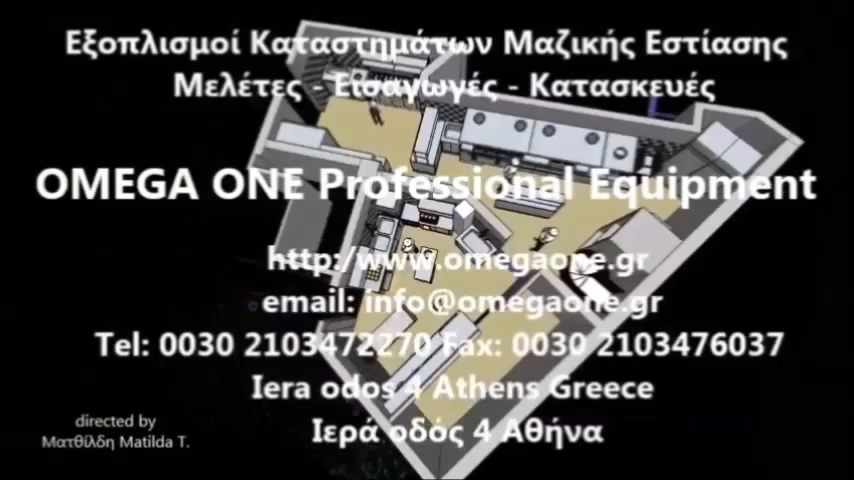 Εξοπλισμοί Καταστημάτων Μαζικής Εστίασης
Μελέτες - Εισαγωγές - Κατασκευές
OMEGA ONE Professional Equipment
http:/www.omegaone.gr
email: info@omegaone.gr
Tel: 0030 2103472270 Fax: 0030 2103476037
Iera odos 4 Athens Greece
Ιερά οδός 4 Αθήνα
directed by
Ματθίλδη Matilda T.